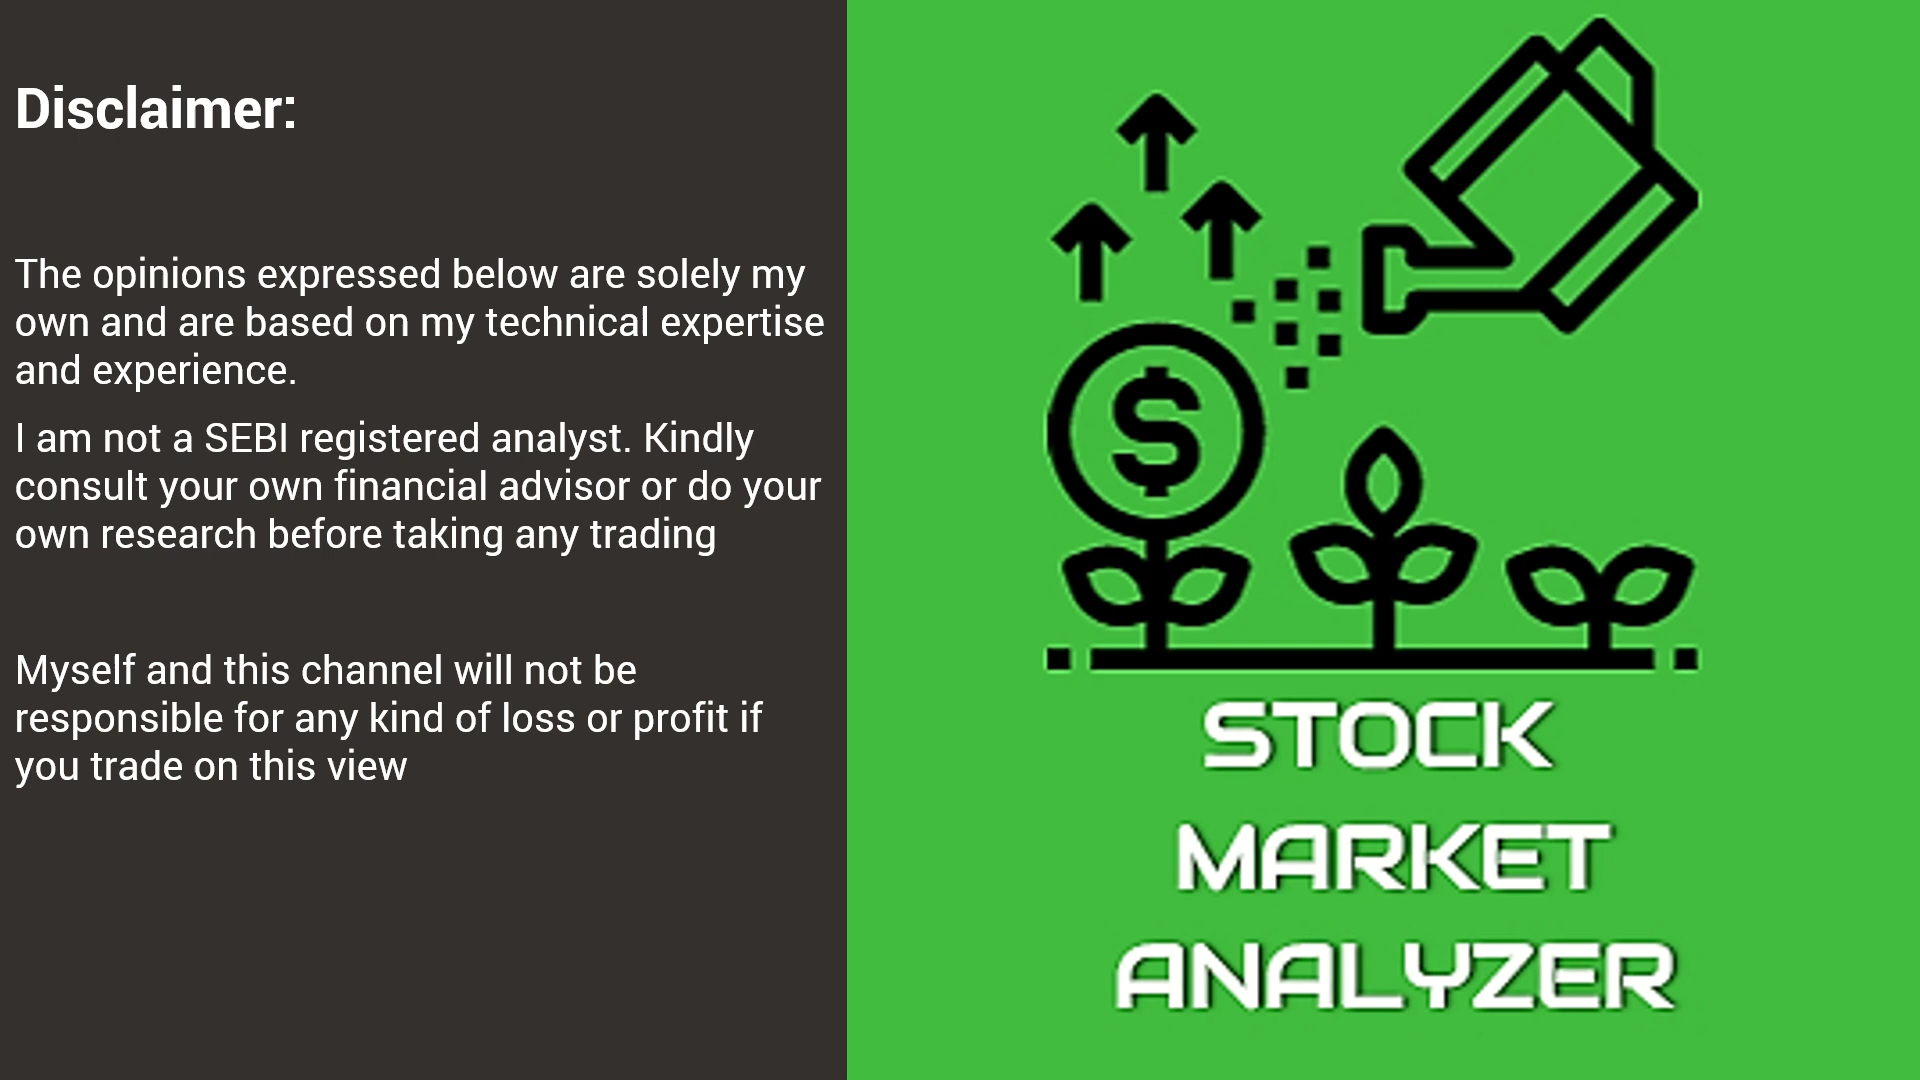 Disclaimer:
The opinions expressed below are solely my
own and are based on my technical expertise
and experience.
I am not a SEBI registered analyst. Kindly
consult your own financial advisor or do your
own research before taking any trading
Myself and this channel will not be
responsible for any kind of loss or profit if
you trade on this view
$
STOCK
MARKET
ANALYZER